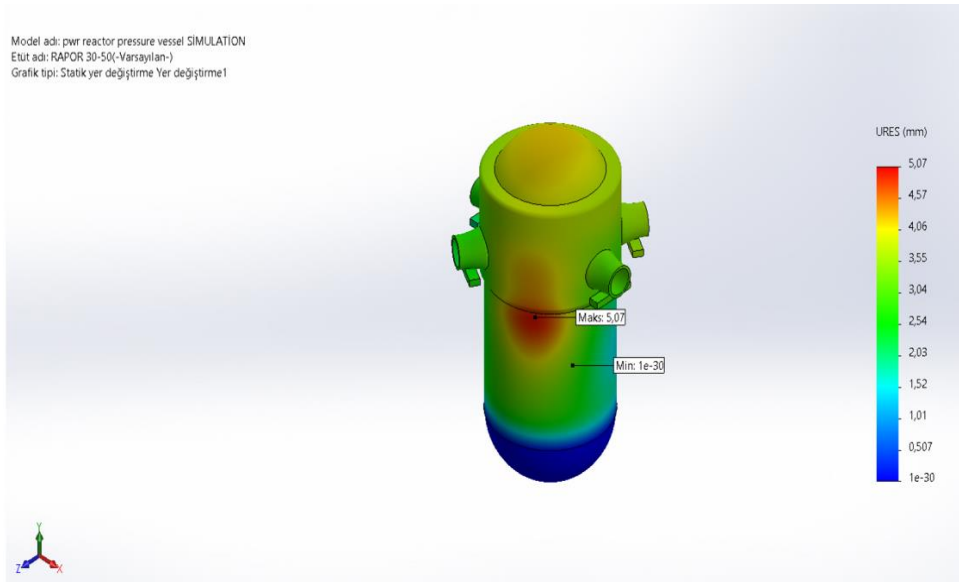 Model adı: pwr reactor pressure vessel SİMULATİON
Etüt adı: RAPOR 30-50(-Varsayılan-)
Grafik tipi: Statik yer değiştirme Yer değiştirme1
URES (mm)
5,07
4,57
4,06
3,55
3,04
2,54
2,03
1,52
1,01
0,507
1e-30
Maks: 5,07
Min: 1e-30
Y
Z
X